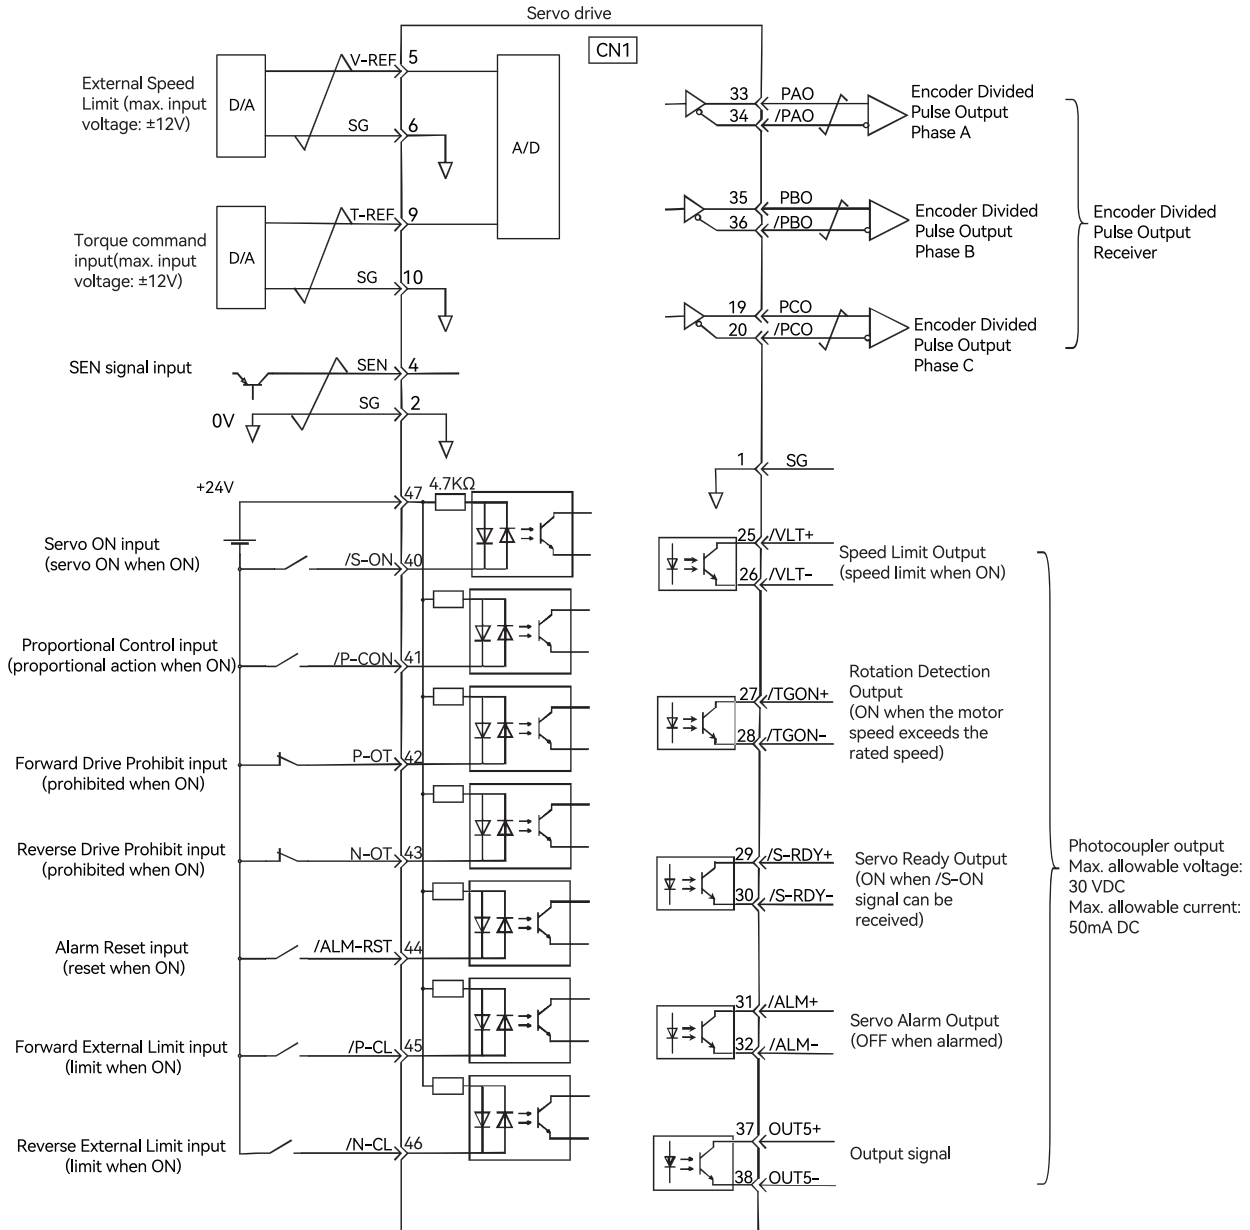 Servo drive
CN1
External Speed
Limit (max. input
voltage: ±12V)
D/A
V-REF
5
SG
6
A/D
Torque command
input(max. input
voltage: ±12V)
D/A
T-REF
9
SG
10
SEN signal input
SEN
4
0V
SG
2
+24V
47
4.7KΩ
Servo ON input
(servo ON when ON)
/S-ON
40
Proportional Control input
(proportional action when ON)
/P-CON
41
Forward Drive Prohibit input
(prohibited when ON)
P-OT
42
Reverse Drive Prohibit input
(prohibited when ON)
N-OT
43
Alarm Reset input
(reset when ON)
/ALM-RST
44
Forward External Limit input
(limit when ON)
/P-CL
45
Reverse External Limit input
(limit when ON)
/N-CL
46
33
PAO
34
/PAO
Encoder Divided
Pulse Output
Phase A
35
PBO
36
/PBO
Encoder Divided
Pulse Output
Phase B
19
PCO
20
/PCO
Encoder Divided
Pulse Output
Phase C
Encoder Divided
Pulse Output
Receiver
1
SG
25
/VLT+
26
/VLT-
Speed Limit Output
(speed limit when ON)
27
/TGON+
28
/TGON-
Rotation Detection
Output
(ON when the motor
speed exceeds the
rated speed)
29
/S-RDY+
30
/S-RDY-
Servo Ready Output
(ON when /S-ON
signal can be
received)
31
/ALM+
32
/ALM-
Servo Alarm Output
(OFF when alarmed)
37
OUT5+
38
OUT5-
Output signal
Photocoupler output
Max. allowable voltage:
30 VDC
Max. allowable current:
50mA DC